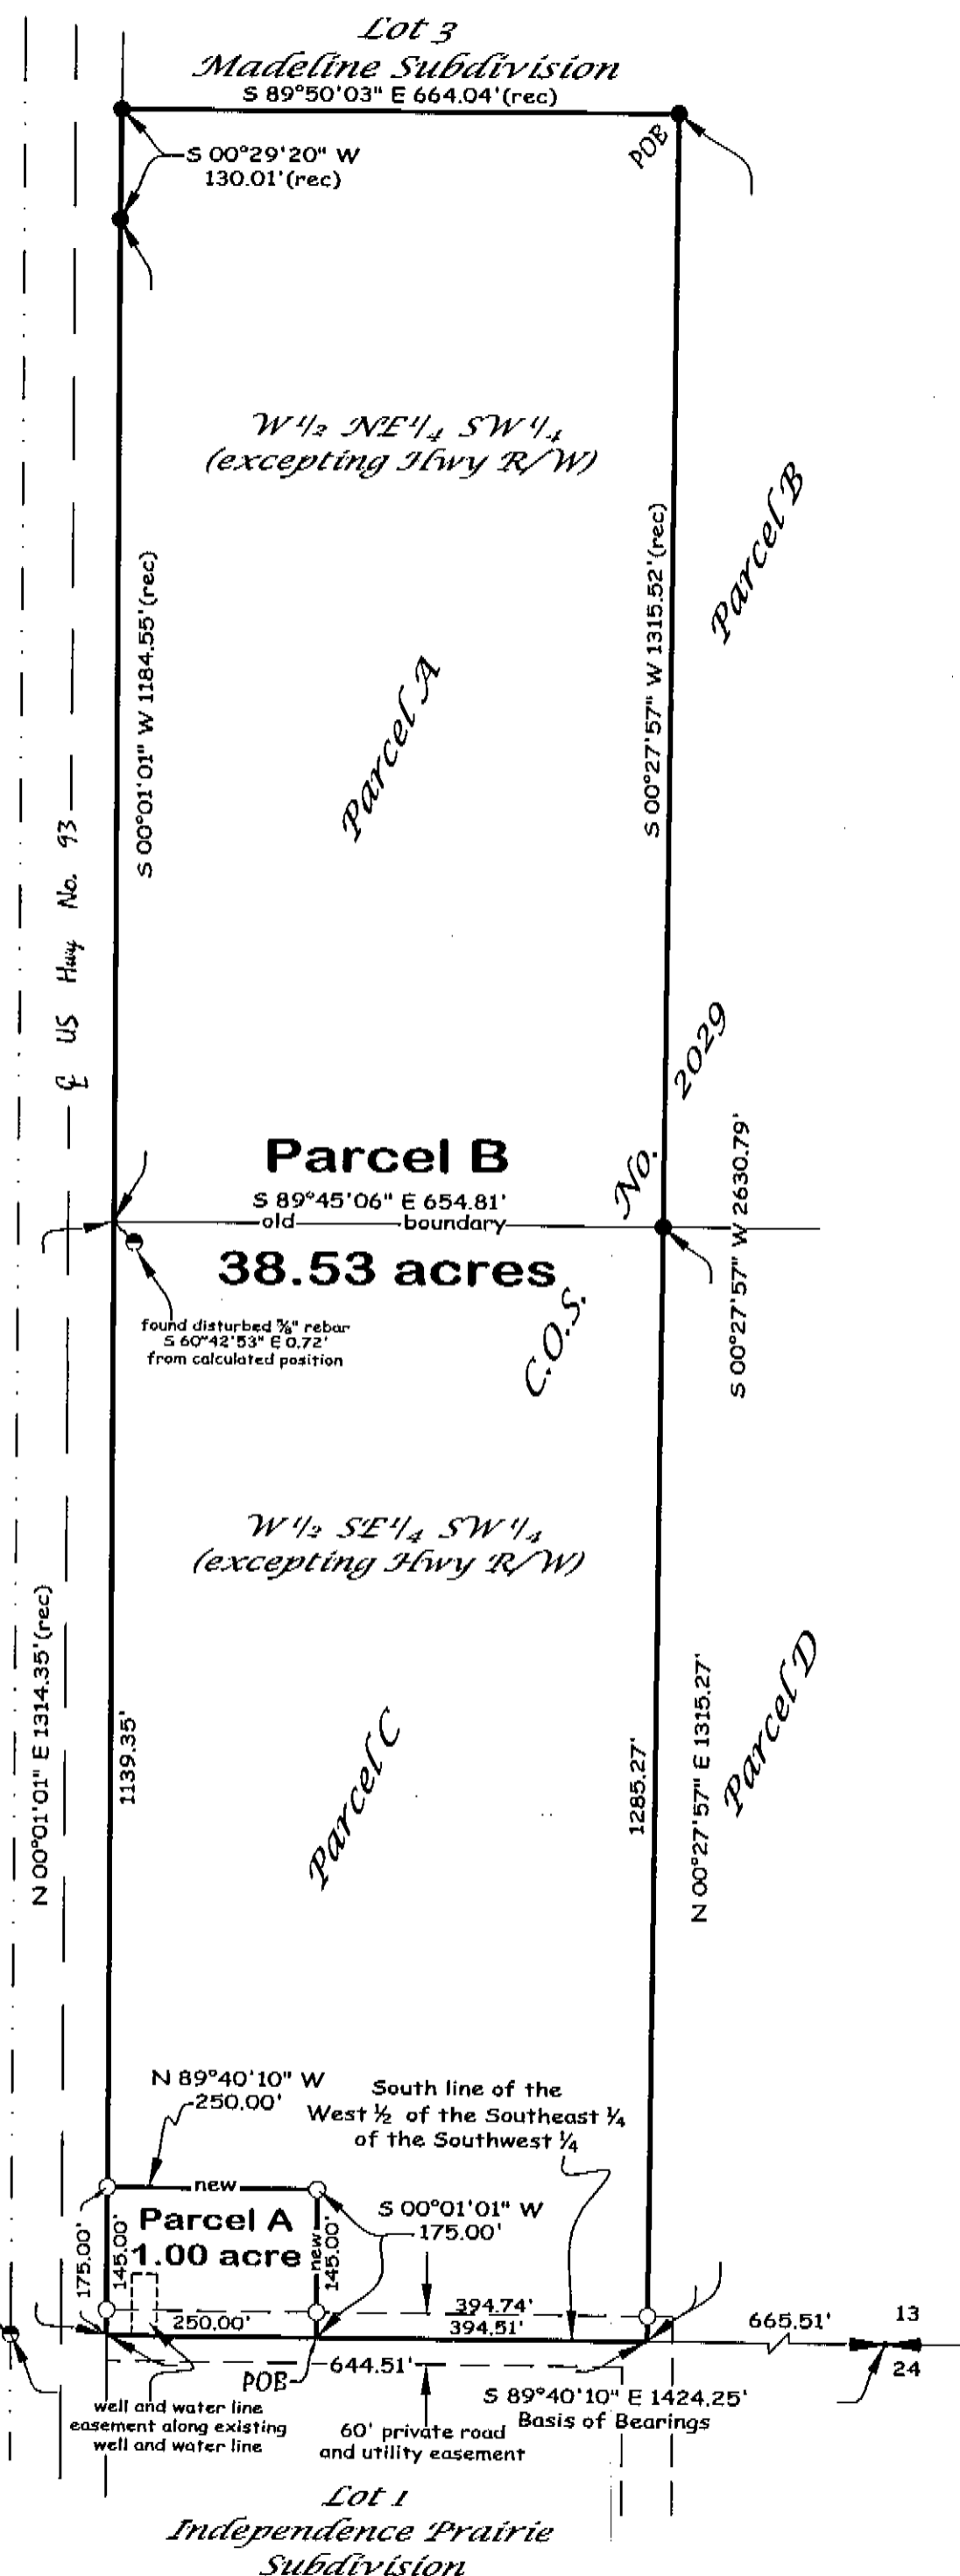 Lot 3
Madeline Subdivision
S 89°50'03" E 664.04'(rec)
POB
S 00°29'20" W
130.01'(rec)
W 1/2 NE 1/4 SW 1/4
(excepting Hwy R/W)
Parcel B
S 00°01'01" W 1184.55'(rec)
S 00°27'57" W 1315.52'(rec)
Parcel A
℄ US Hwy No. 93
C.O.S. No. 2029
Parcel B
S 89°45'06" E 654.81'
old boundary
38.53 acres
S 00°27'57" W 2630.79'
found disturbed ⅝" rebar
S 60°42'53" E 0.72'
from calculated position
W 1/2 SE 1/4 SW 1/4
(excepting Hwy R/W)
N 00°01'01" E 1314.35'(rec)
1139.35'
Parcel C
1285.27'
N 00°27'57" E 1315.27'
Parcel D
N 89°40'10" W
250.00'
South line of the
West ½ of the Southeast ¼
of the Southwest ¼
new
175.00'
145.00'
Parcel A
1.00 acre
new
145.00'
S 00°01'01" W
175.00'
250.00'
394.74'
394.51'
665.51'
13
24
644.51'
POB
S 89°40'10" E 1424.25'
Basis of Bearings
well and water line
easement along existing
well and water line
60' private road
and utility easement
Lot 1
Independence Prairie
Subdivision